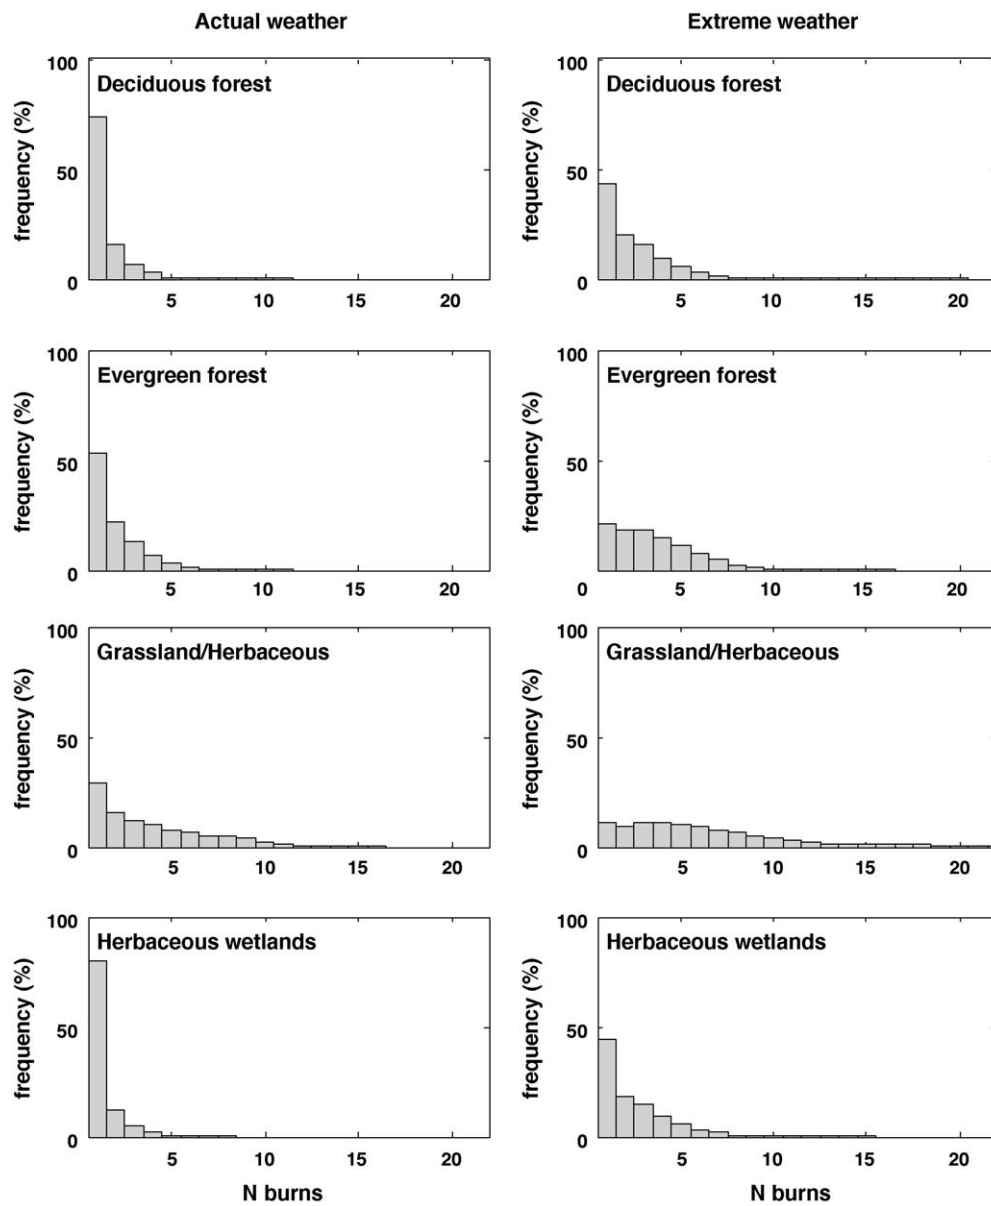 Actual weather
Extreme weather
frequency (%)
100
50
0
Deciduous forest
5
10
15
20
frequency (%)
50
0
Deciduous forest
5
10
15
20
frequency (%)
100
50
0
Evergreen forest
5
10
15
20
frequency (%)
100
50
0
Evergreen forest
5
10
15
20
frequency (%)
100
50
0
Grassland/Herbaceous
5
10
15
20
frequency (%)
100
50
0
Grassland/Herbaceous
5
10
15
20
frequency (%)
100
50
0
Herbaceous wetlands
5
10
15
20
N burns
frequency (%)
100
50
0
Herbaceous wetlands
5
10
15
20
N burns